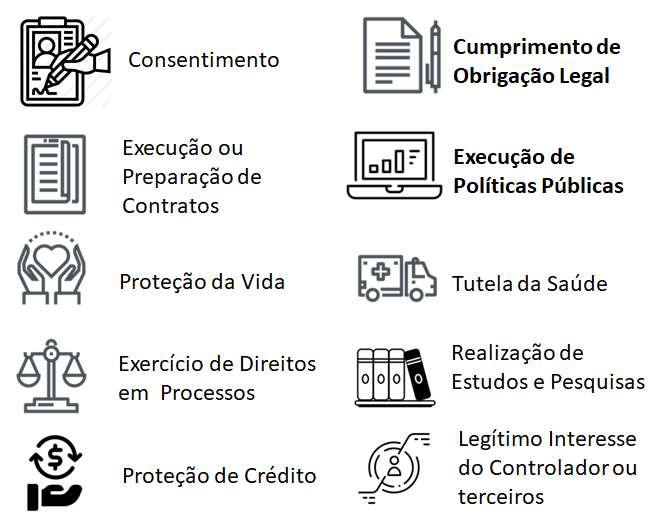 Consentimento
Cumprimento de
Obrigação Legal
Execução ou
Preparação de
Contratos
Execução de
Políticas Públicas
Proteção da Vida
Tutela da Saúde
Exercício de Direitos
em Processos
Realização de
Estudos e Pesquisas
Proteção de Crédito
Legítimo Interesse
do Controlador ou
terceiros